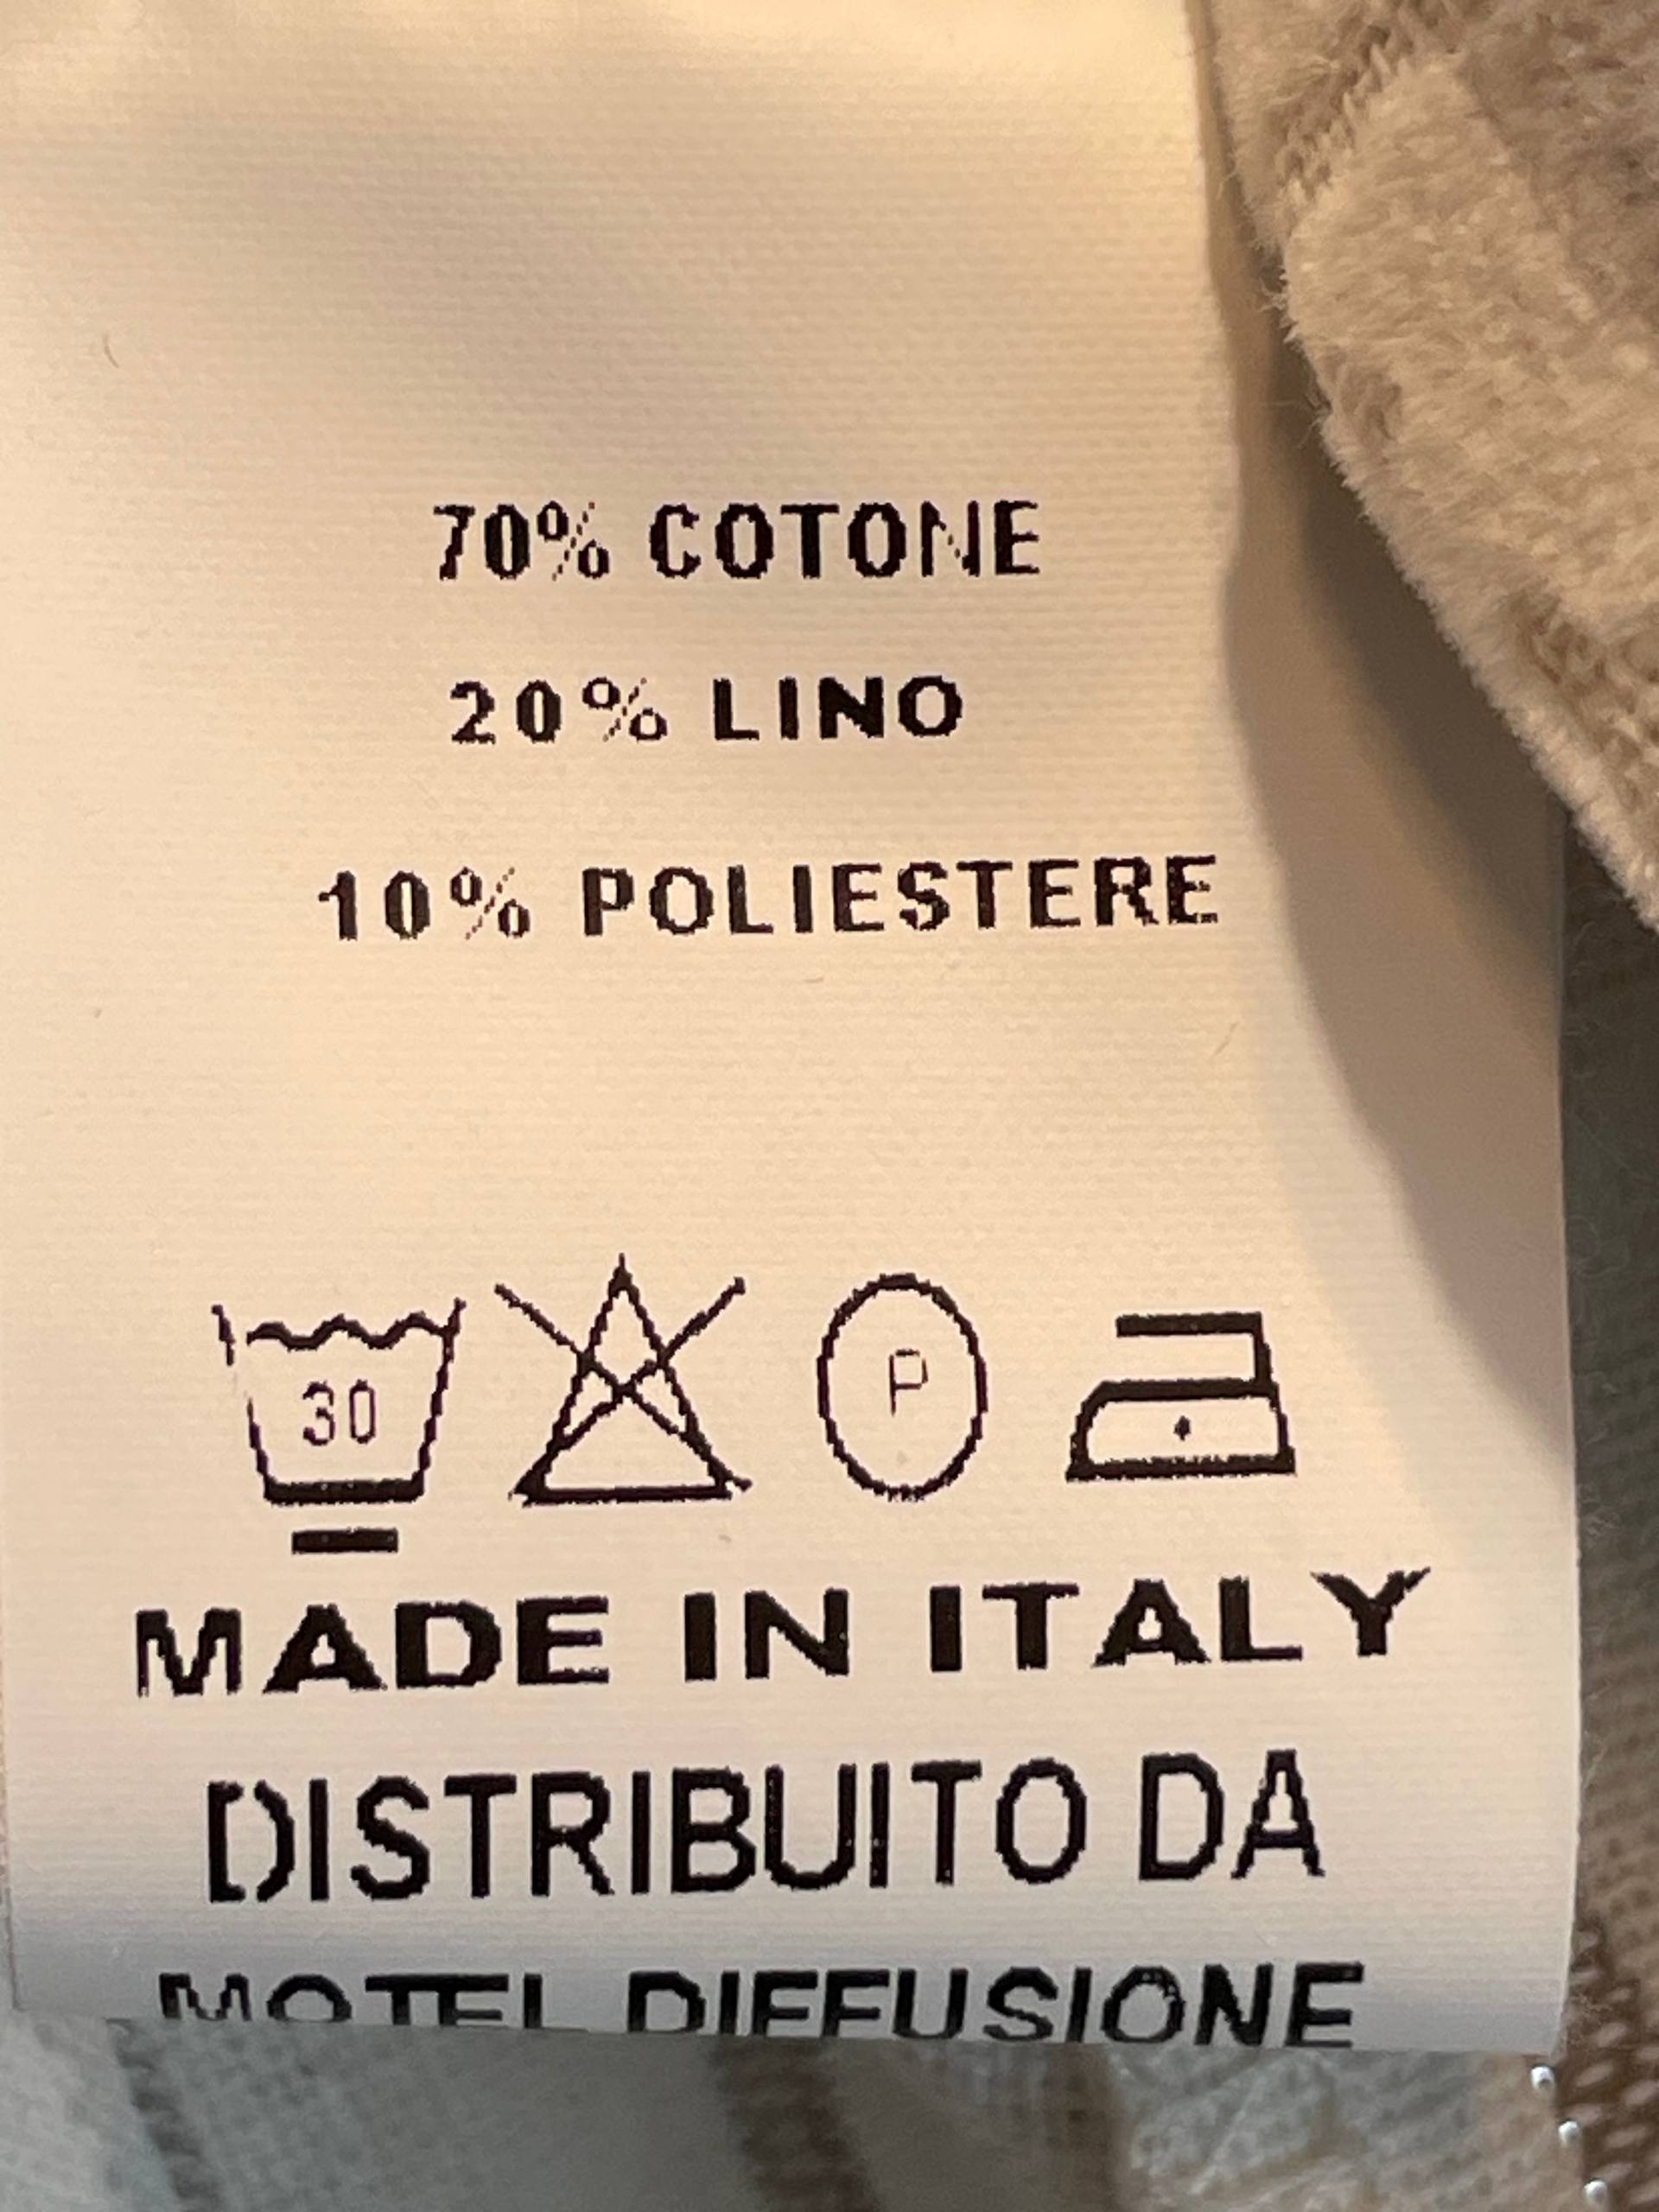 70% COTONE
20% LINO
10% POLIESTERE
30 P
MADE IN ITALY
DISTRIBUITO DA
MOTEL DIFFUSIONE